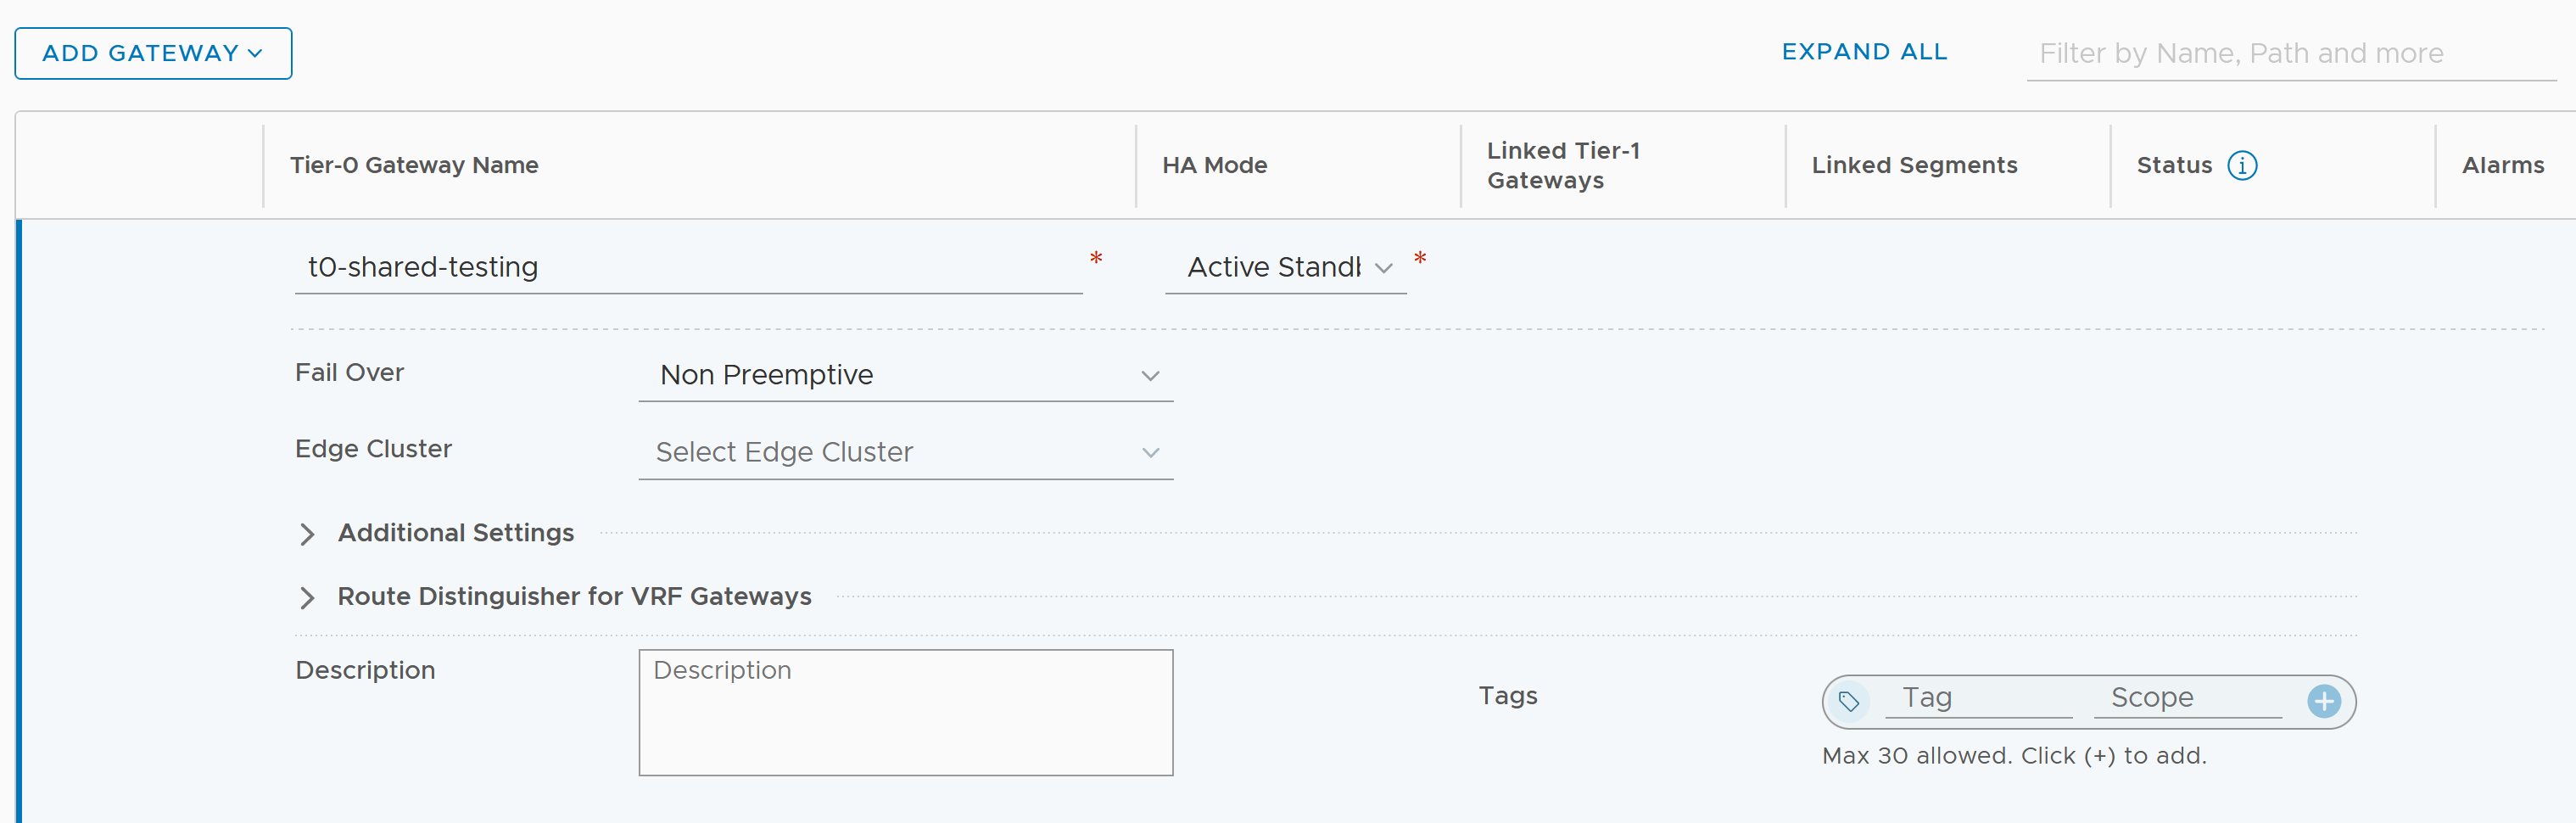 ADD GATEWAY
EXPAND ALL
Filter by Name, Path and more
Tier-0 Gateway Name
HA Mode
Linked Tier-1
Gateways
Linked Segments
Status
Alarms
t0-shared-testing *
Active Standb *
Fail Over
Non Preemptive
Edge Cluster
Select Edge Cluster
Additional Settings
Route Distinguisher for VRF Gateways
Description
Description
Tags
Tag
Scope
Max 30 allowed. Click (+) to add.